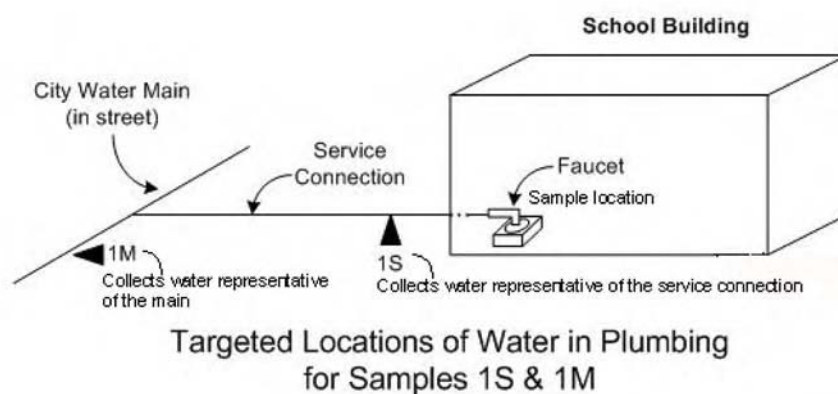 School Building
City Water Main
(in street)
Service
Connection
Faucet
Sample location
1M
Collects water representative
of the main
1S
Collects water representative of the service connection
Targeted Locations of Water in Plumbing
for Samples 1S & 1M